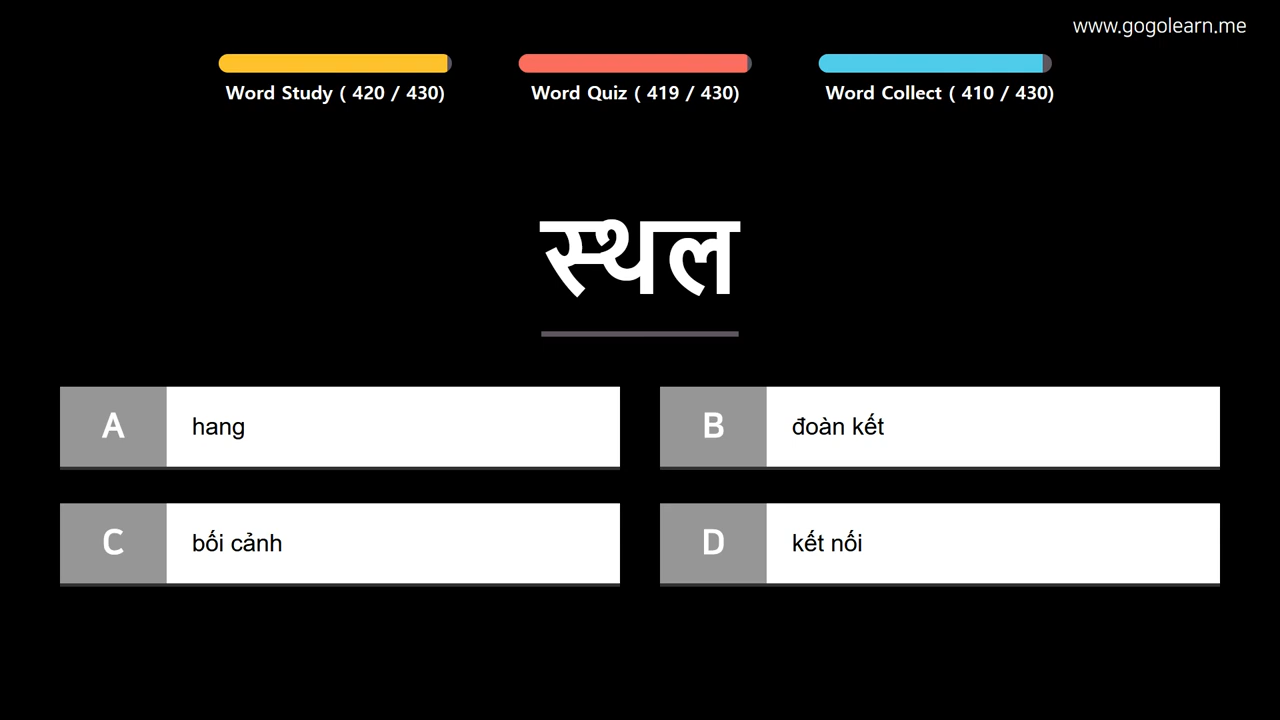 www.gogolearn.me
Word Study ( 420 / 430) Word Quiz ( 419 / 430) Word Collect ( 410 / 430)
स्थल
A hang
B đoàn kết
C bối cảnh
D kết nối